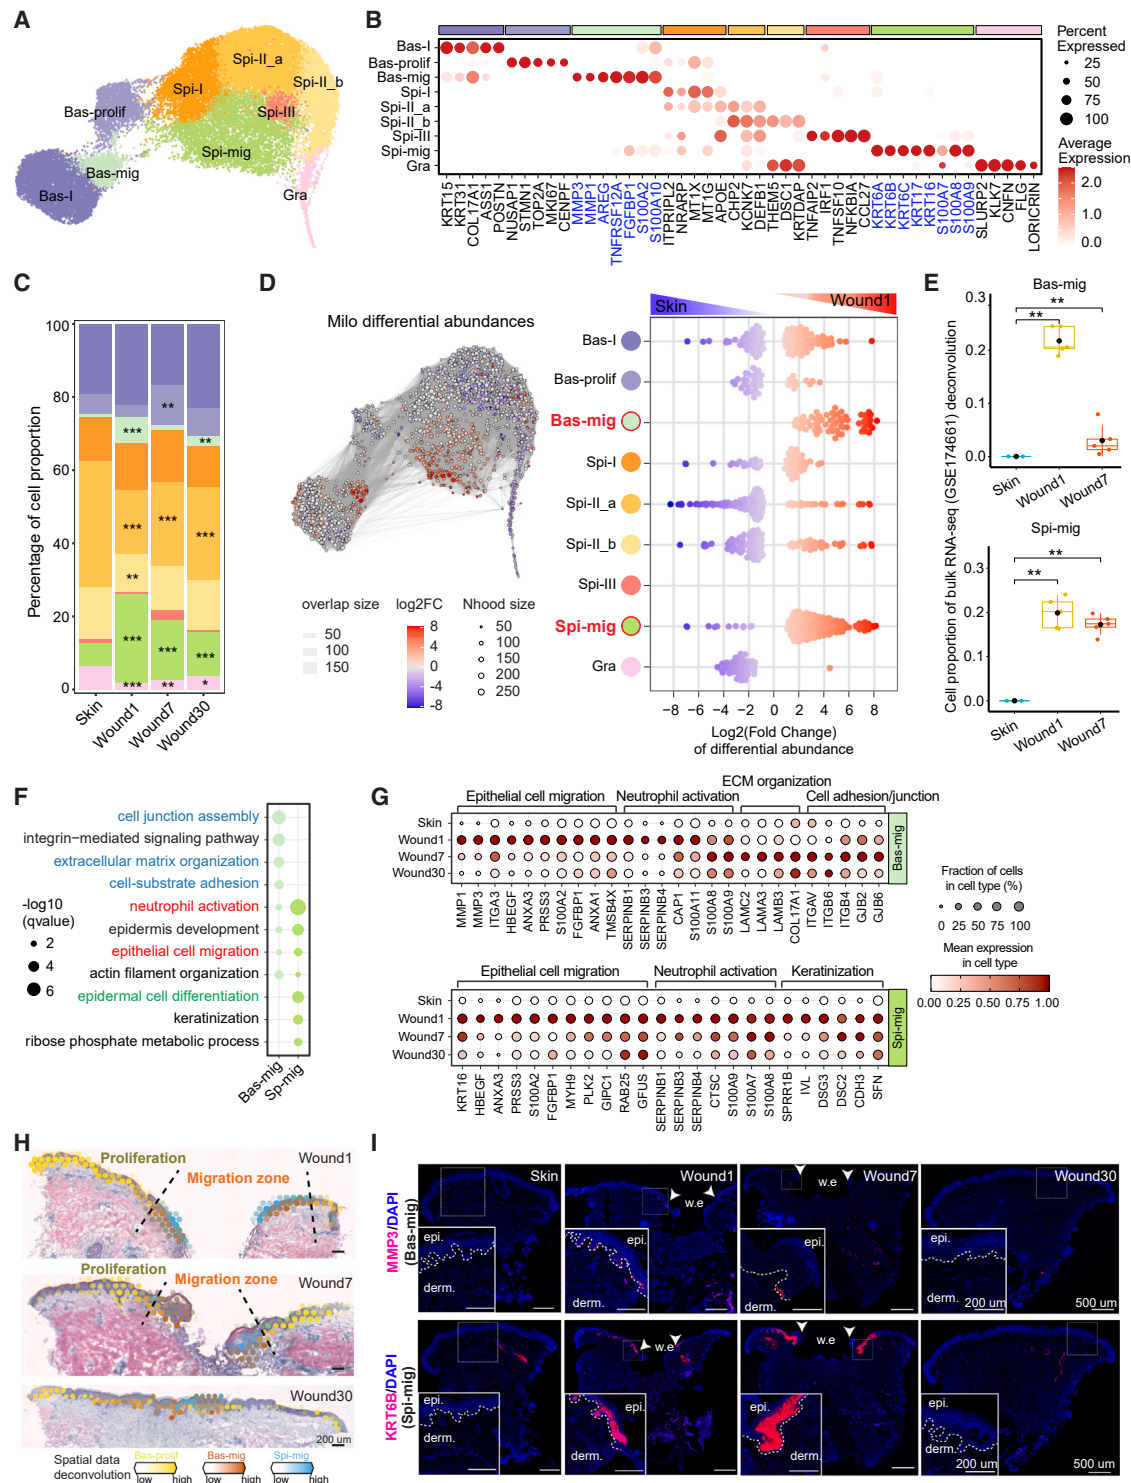 A
Spi-II_a
Spi-II_b
Spi-I
Bas-prolif
Spi-III
Spi-mig
Bas-mig
Bas-I
Gra
B
Bas-I
Bas-prolif
Bas-mig
Spi-I
Spi-II_a
Spi-II_b
Spi-III
Spi-mig
Gra
KRT15
KRT31
COL17A1
ASS1
POSTN
NUSAP1
STMN1
TOP2A
MKI67
CENPF
MMP3
MMP1
AREG
TNFRSF12A
FGFBP1
S100A2
S100A10
ITPRIPL2
NRARP
MT1X
MT1G
APOE
CHP2
KCNK7
DEFB1
THEM5
DSC1
KRTDAP
TNFAIP2
IRF1
TNFSF10
NFKBIA
CCL27
KRT6A
KRT6B
KRT6C
KRT17
KRT16
S100A7
S100A8
S100A9
SLURP2
KLK7
CNFN
FLG
LORICRIN
Percent
Expressed
25
50
75
100
Average
Expression
2.0
1.0
0.0
C
Percentage of cell proportion
100
80
60
40
20
0
***
**
***
***
**
***
***
**
**
***
***
*
Skin
Wound1
Wound7
Wound30
D
Milo differential abundances
overlap size
50
100
150
log2FC
8
4
0
-4
-8
Nhood size
50
100
150
200
250
Skin
Wound1
Bas-I
Bas-prolif
Bas-mig
Spi-I
Spi-II_a
Spi-II_b
Spi-III
Spi-mig
Gra
−8 −6 −4 −2 0 2 4 6 8
Log2(Fold Change)
of differential abundance
E
Cell proportion of bulk RNA-seq (GSE174661) deconvolution
Bas-mig
0.3
0.2
0.1
0.0
**
**
Skin
Wound1
Wound7
Spi-mig
0.3
0.2
0.1
0.0
**
**
Skin
Wound1
Wound7
F
cell junction assembly
integrin-mediated signaling pathway
extracellular matrix organization
cell-substrate adhesion
neutrophil activation
epidermis development
epithelial cell migration
actin filament organization
epidermal cell differentiation
keratinization
ribose phosphate metabolic process
-log10
(qvalue)
2
4
6
Bas-mig
Sp-mig
G
ECM organization
Epithelial cell migration
Neutrophil activation
Cell adhesion/junction
Skin
Wound1
Wound7
Wound30
Bas-mig
MMP1
MMP3
ITGA3
HBEGF
ANXA3
PRSS3
S100A2
FGFBP1
ANXA1
TMSB4X
SERPINB1
SERPINB3
SERPINB4
CAP1
S100A11
S100A8
S100A9
LAMC2
LAMA3
LAMB3
COL17A1
ITGAV
ITGB6
ITGB4
GJB2
GJB6
Epithelial cell migration
Neutrophil activation
Keratinization
Skin
Wound1
Wound7
Wound30
Spi-mig
KRT16
HBEGF
ANXA3
PRSS3
S100A2
FGFBP1
MYH9
PLK2
GIPC1
RAB25
GFUS
SERPINB1
SERPINB3
SERPINB4
CTSC
S100A9
S100A7
S100A8
SPRR1B
IVL
DSG3
DSC2
CDH3
SFN
Fraction of cells
in cell type (%)
0 25 50 75 100
Mean expression
in cell type
0.00 0.25 0.50 0.75 1.00
H
Proliferation
Migration zone
Wound1
Proliferation
Migration zone
Wound7
Wound30
200 um
Spatial data
deconvolution
Bas-prolif
low high
Bas-mig
low high
Spi-mig
low high
I
MMP3/DAPI
(Bas-mig)
Skin
epi.
derm.
Wound1
w.e
epi.
derm.
Wound7
w.e
epi.
derm.
Wound30
epi.
derm.
200 um
500 um
KRT6B/DAPI
(Spi-mig)
epi.
derm.
w.e
epi.
derm.
w.e
epi.
derm.
epi.
derm.
200 um
500 um